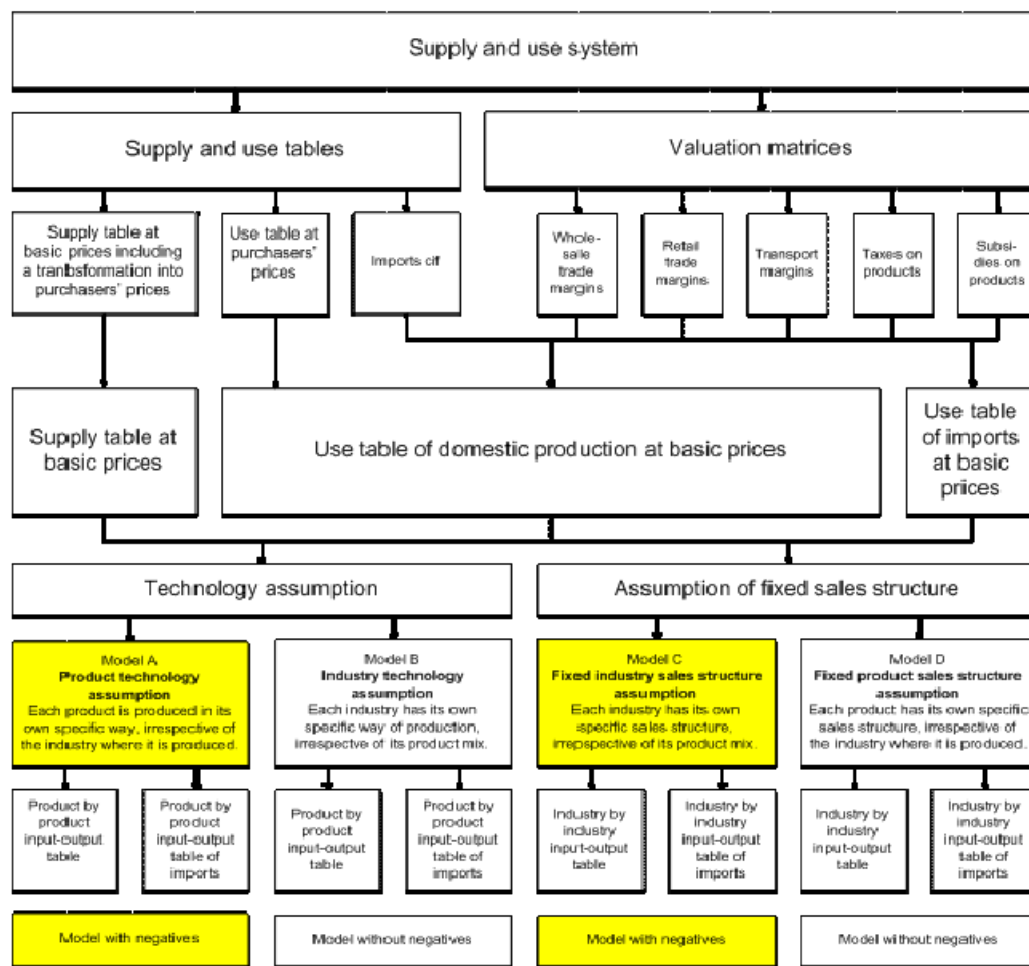 Supply and use system
Supply and use tables
Valuation matrices
Supply table at
basic prices including
a tranbsformation into
purchasers' prices
Use table at
purchasers'
prices
Imports cif
Whole-
salle
trade
margins
Retail
trade
margins
Transport
margins
Taxes on
products
Subsi-
dies on
products
Supply table at
basic prices
Use table of domestic production at basic prices
Use table
of imports
at basic
prices
Technology assumption
Assumption of fixed sales structure
Model A
Product technology
assumption
Each product is produced in its
own specific way, irrespective of
the industry where it is produced.
Model B
Industry technology
assumption
Each industry has its own
specific way of production,
irrespective of its product mix.
Model C
Fixed industry sales structure
assumption
Each industry has its own
specific sales structure,
irrepspective of its product mix.
Model D
Fixed product sales structure
assumption
Each product has its own specific
sales structure, irrespective of
the industry where it is produced.
Product by
product
input-output
table
Product by
product
input-output
table of
imports
Product by
product
input-output
table
Product by
product
input-output
table of
imports
Industry by
industry
input-output
table
Industry by
industry
input-output
table of
imports
Industry by
industry
input-output
table
Industry by
industry
input-output
table of
imports
Model with negatives
Model without negatives
Model with negatives
Model without negatives